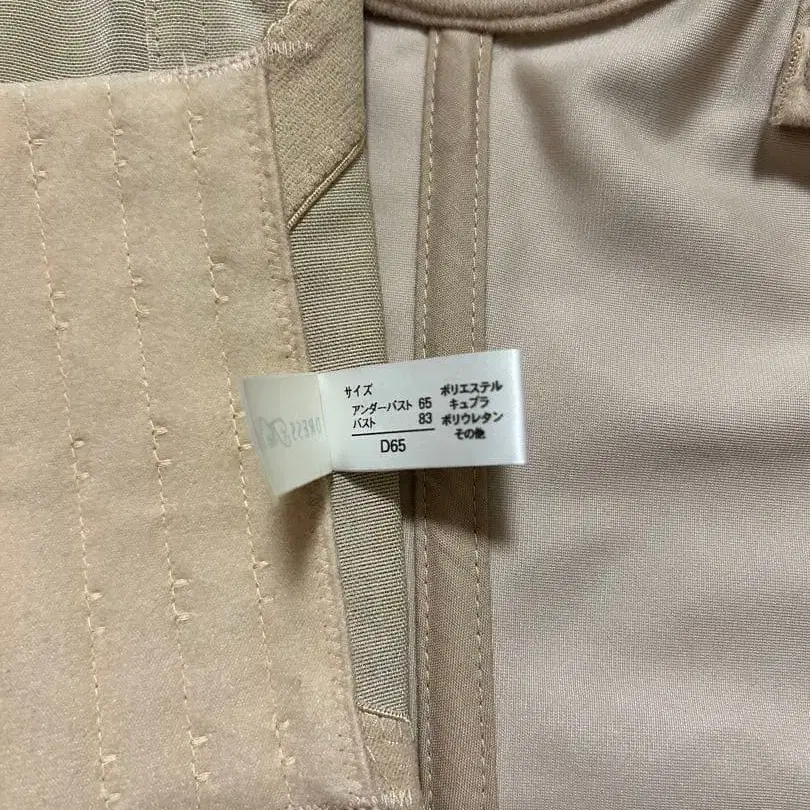 サイズ
アンダーバスト 65
バスト 83
D65
ポリエステル
キュプラ
ポリウレタン
その他
DRESS